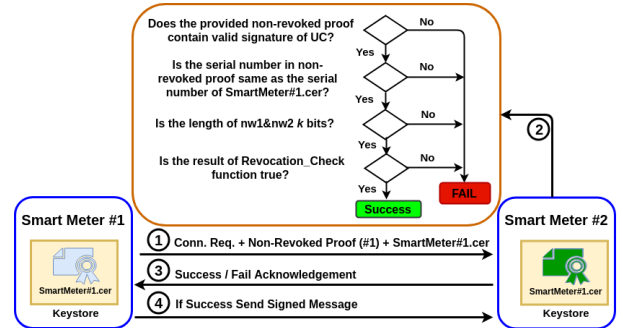 Does the provided non-revoked proof
contain valid signature of UC?
No
Yes
Is the serial number in non-
revoked proof same as the serial
number of SmartMeter#1.cer?
No
Yes
Is the length of nw1&nw2 k bits?
No
Yes
Is the result of Revocation_Check
function true?
No
Yes
Success
FAIL
2
Smart Meter #1
SmartMeter#1.cer
Keystore
Smart Meter #2
SmartMeter#1.cer
Keystore
1 Conn. Req. + Non-Revoked Proof (#1) + SmartMeter#1.cer
3 Success / Fail Acknowledgement
4 If Success Send Signed Message